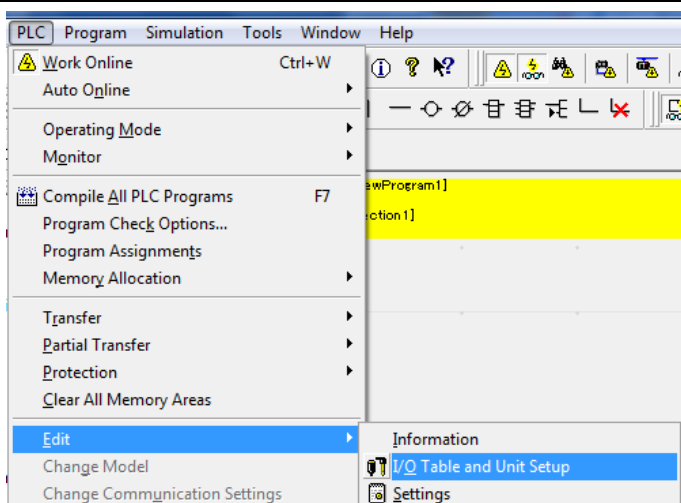 PLC Program Simulation Tools Window Help
Work Online Ctrl+W
Auto Online
Operating Mode
Monitor
Compile All PLC Programs F7
Program Check Options...
Program Assignments
Memory Allocation
Transfer
Partial Transfer
Protection
Clear All Memory Areas
Edit
Change Model
Change Communication Settings
ewProgram1]
ection1]
Information
I/O Table and Unit Setup
Settings